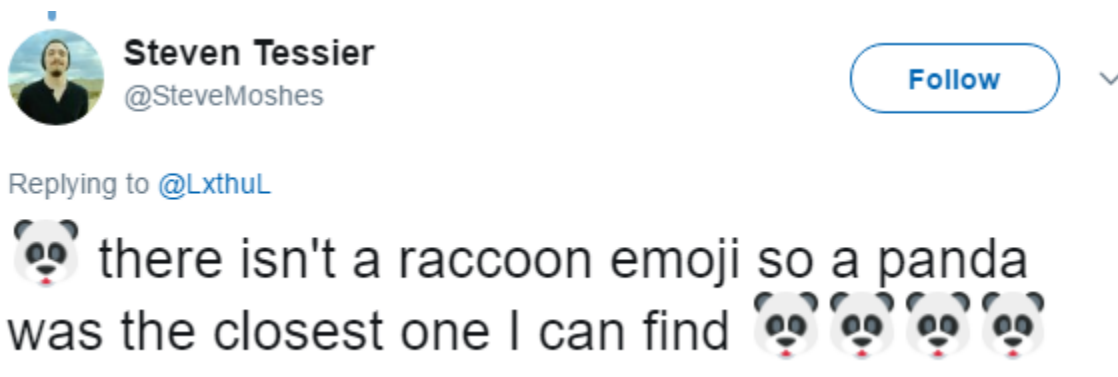 Steven Tessier
@SteveMoshes
Follow
Replying to @LxthuL
🐼 there isn't a raccoon emoji so a panda
was the closest one I can find 🐼🐼🐼🐼